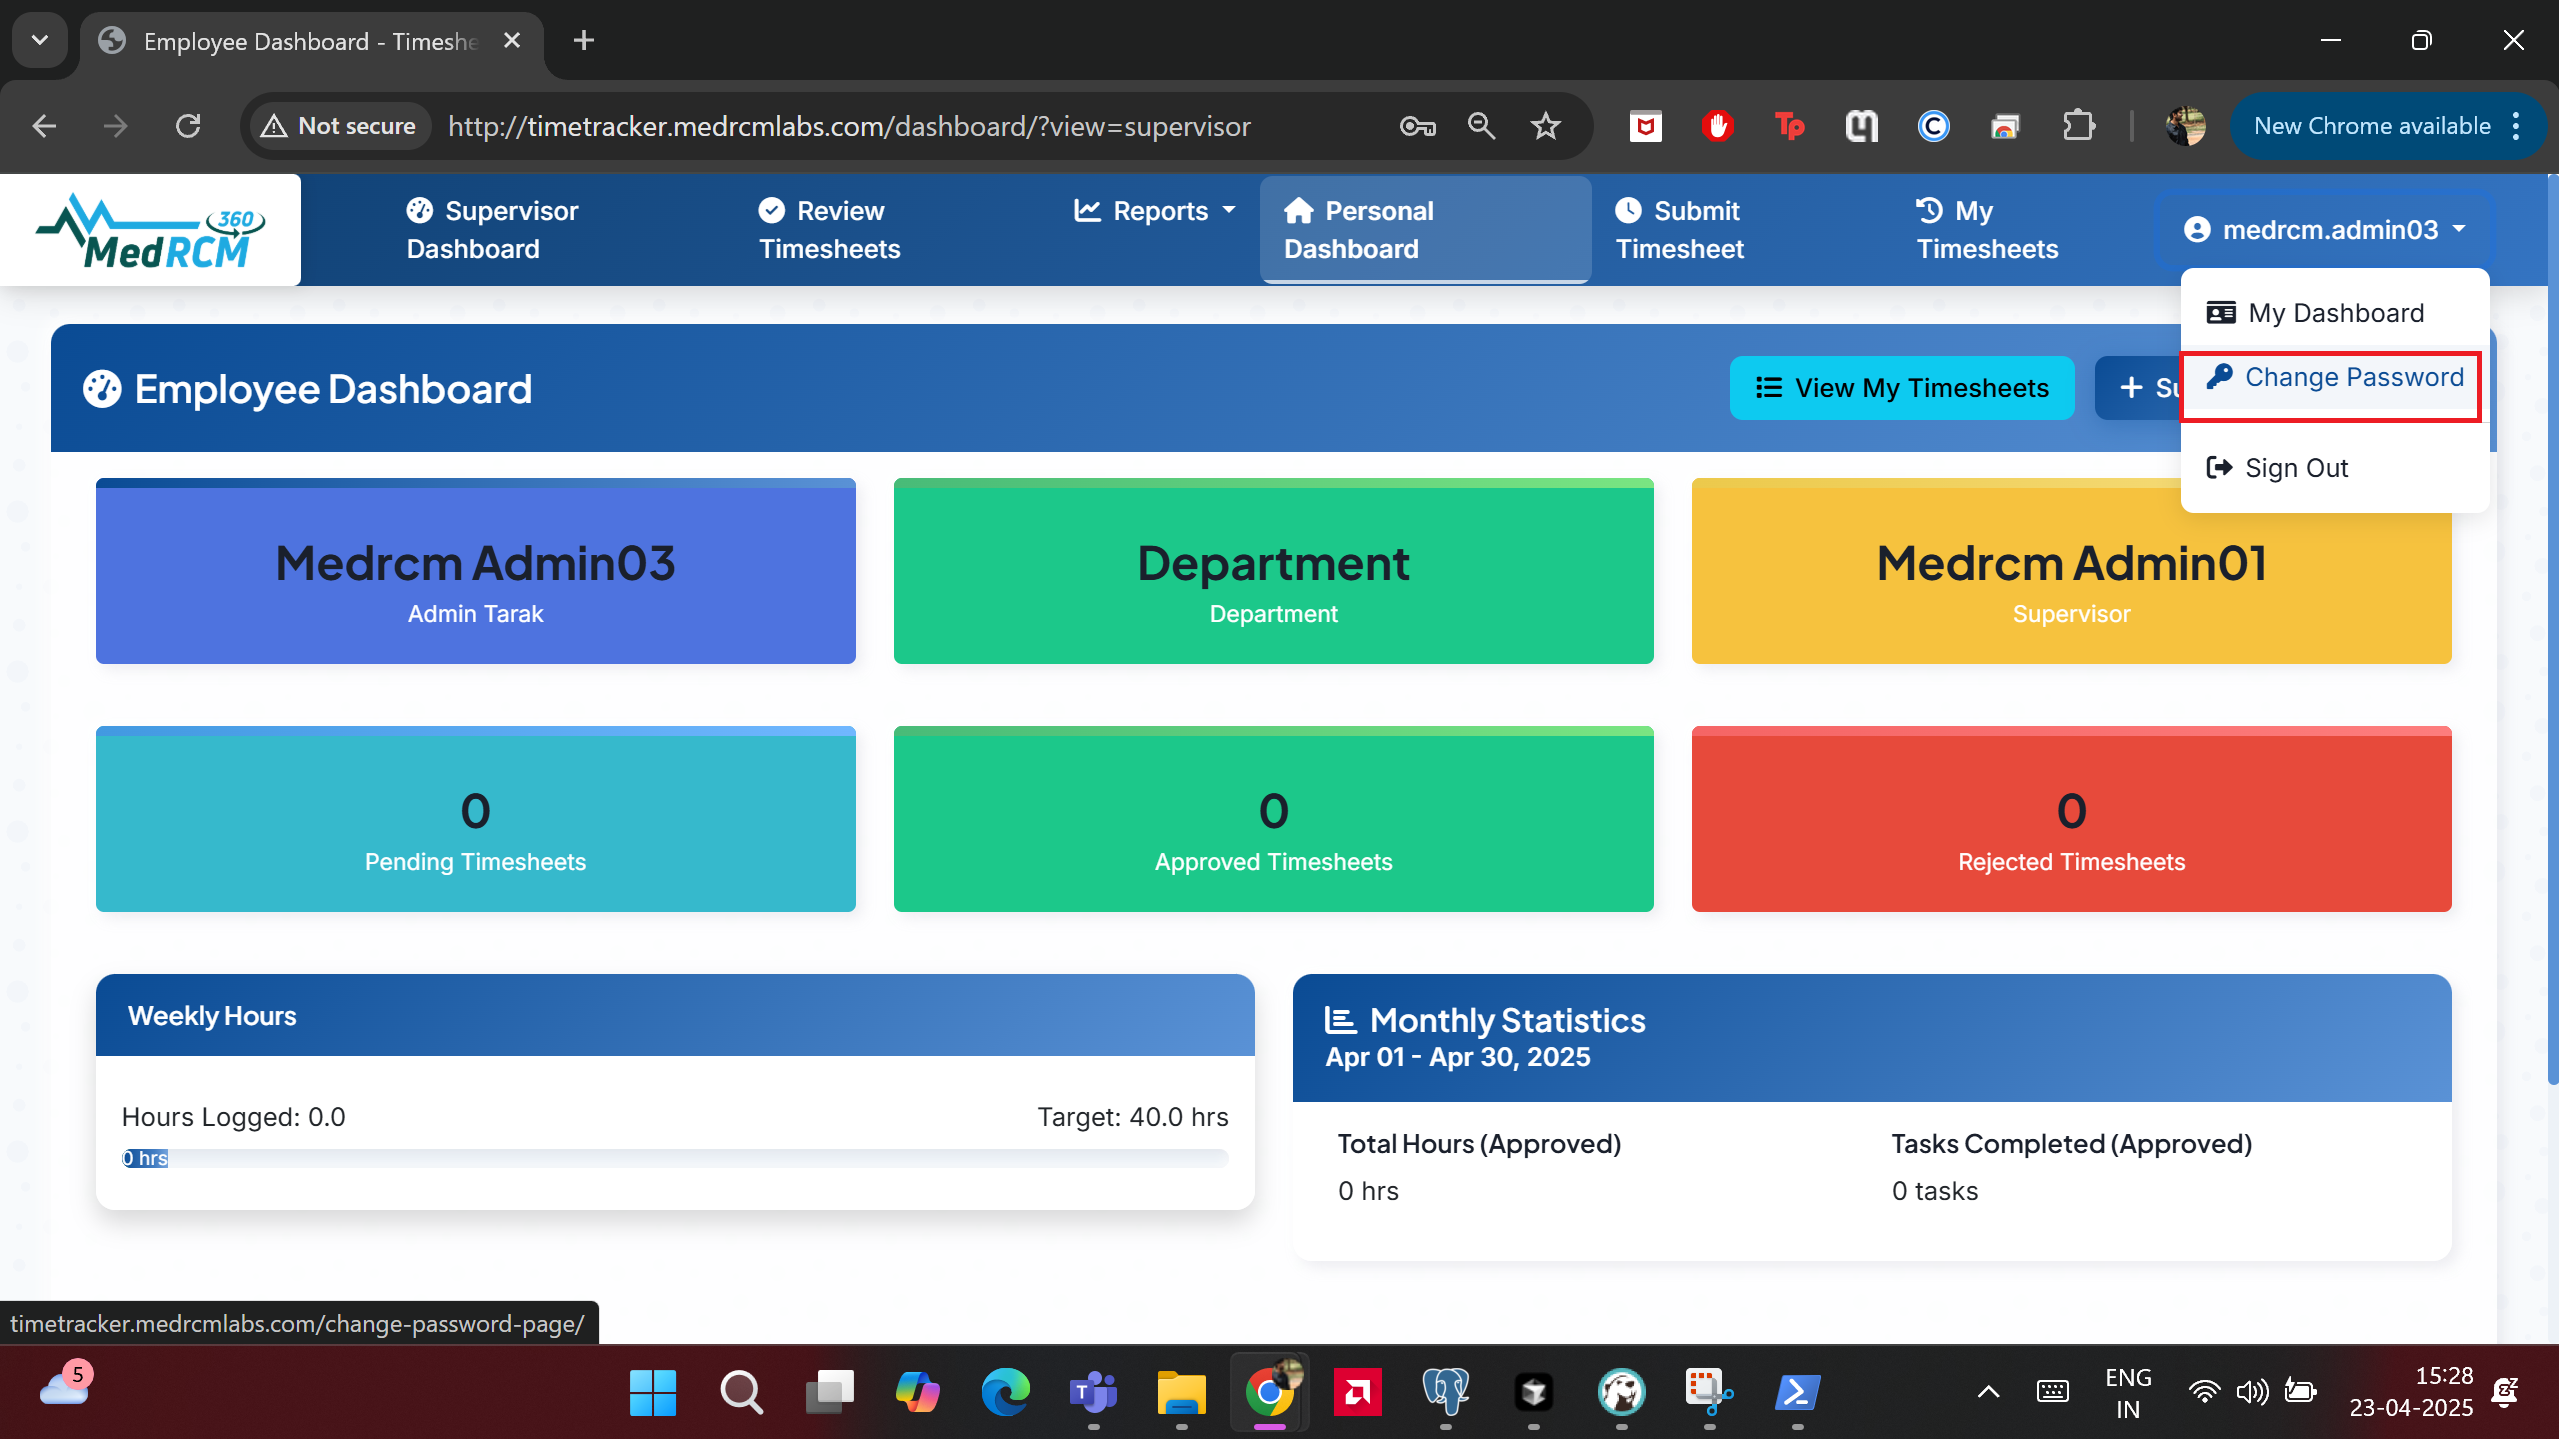 Employee Dashboard - Timeshe
Not secure
http://timetracker.medrcmlabs.com/dashboard/?view=supervisor
Tp
New Chrome available
360
MedRCM
Supervisor
Dashboard
Review
Timesheets
Reports
Personal
Dashboard
Submit
Timesheet
My
Timesheets
medrcm.admin03
My Dashboard
Change Password
Sign Out
Employee Dashboard
View My Timesheets
Su
Medrcm Admin03
Admin Tarak
Department
Department
Medrcm Admin01
Supervisor
0
Pending Timesheets
0
Approved Timesheets
0
Rejected Timesheets
Weekly Hours
Hours Logged: 0.0
Target: 40.0 hrs
0 hrs
Monthly Statistics
Apr 01 - Apr 30, 2025
Total Hours (Approved)
0 hrs
Tasks Completed (Approved)
0 tasks
timetracker.medrcmlabs.com/change-password-page/
5
ENG
IN
15:28
23-04-2025